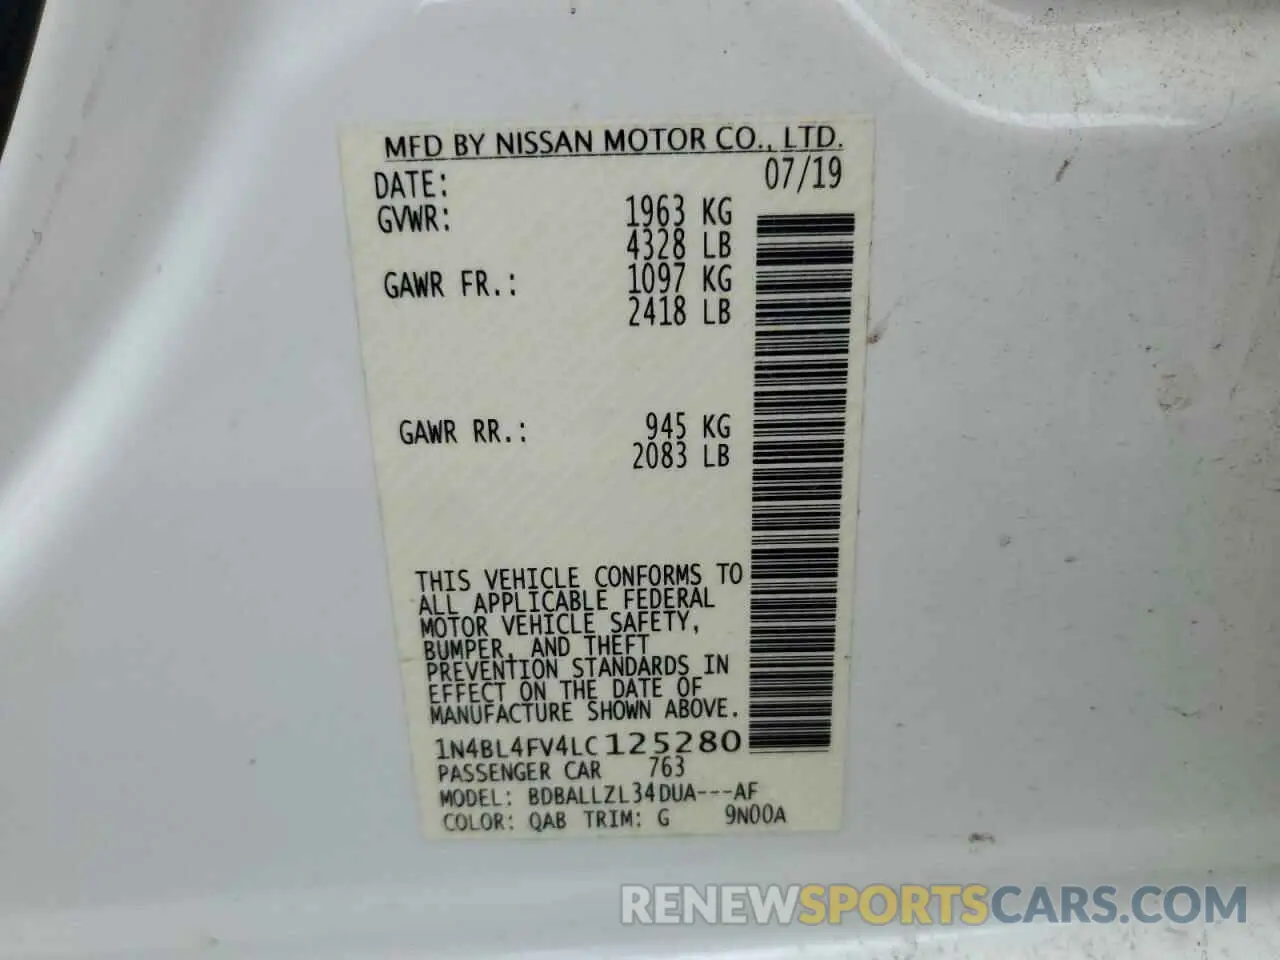 MFD BY NISSAN MOTOR CO., LTD.
DATE: 07/19
GVWR: 1963 KG
4328 LB
GAWR FR.: 1097 KG
2418 LB
GAWR RR.: 945 KG
2083 LB
THIS VEHICLE CONFORMS TO
ALL APPLICABLE FEDERAL
MOTOR VEHICLE SAFETY,
BUMPER, AND THEFT
PREVENTION STANDARDS IN
EFFECT ON THE DATE OF
MANUFACTURE SHOWN ABOVE.
1N4BL4FV4LC125280
PASSENGER CAR 763
MODEL: BDBALLZL34DUA---AF
COLOR: QAB TRIM: G 9N00A
RENEWSPORTSCARS.COM